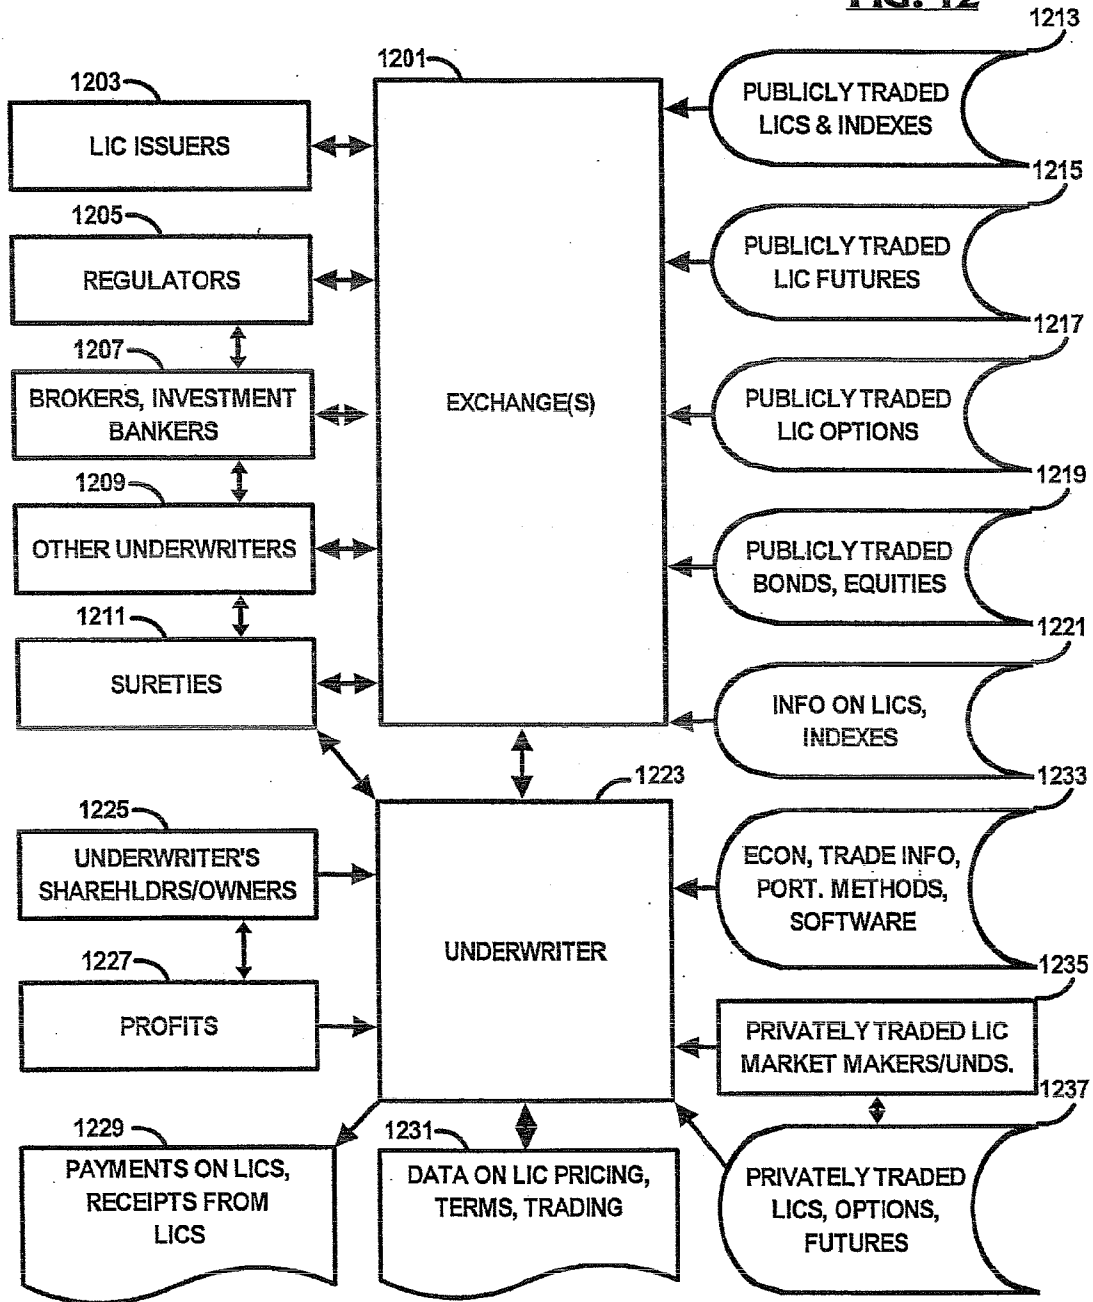 FIG. 12
1213
1201
1203
PUBLICLY TRADED
LICS & INDEXES
LIC ISSUERS
1215
1205
PUBLICLY TRADED
LIC FUTURES
REGULATORS
1217
1207
BROKERS, INVESTMENT
BANKERS
EXCHANGE(S)
PUBLICLY TRADED
LIC OPTIONS
1219
1209
OTHER UNDERWRITERS
PUBLICLY TRADED
BONDS, EQUITIES
1221
1211
SURETIES
INFO ON LICS,
INDEXES
1223
1233
1225
UNDERWRITER'S
SHAREHLDRS/OWNERS
ECON, TRADE INFO,
PORT. METHODS,
SOFTWARE
UNDERWRITER
1227
1235
PROFITS
PRIVATELY TRADED LIC
MARKET MAKERS/UNDS.
1237
1229
1231
PAYMENTS ON LICS,
RECEIPTS FROM
LICS
DATA ON LIC PRICING,
TERMS, TRADING
PRIVATELY TRADED
LICS, OPTIONS,
FUTURES